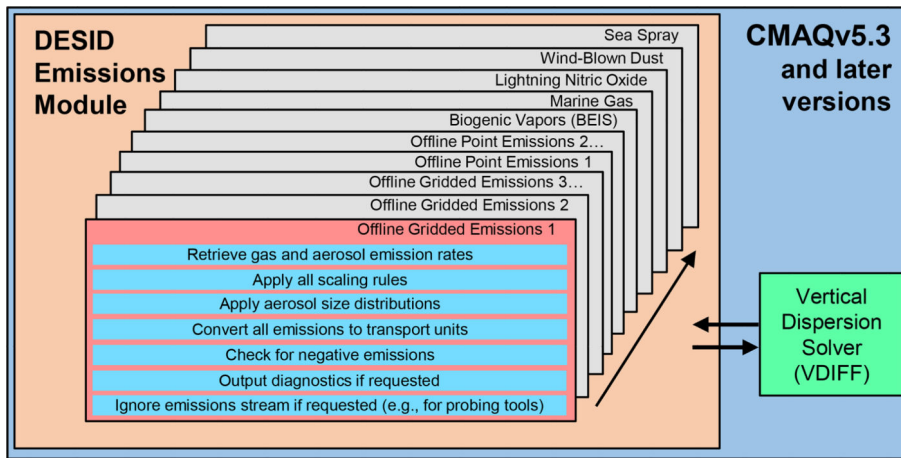 DESID
Emissions
Module
Sea Spray
Wind-Blown Dust
Lightning Nitric Oxide
Marine Gas
Biogenic Vapors (BEIS)
Offline Point Emissions 2…
Offline Point Emissions 1
Offline Gridded Emissions 3…
Offline Gridded Emissions 2
Offline Gridded Emissions 1
Retrieve gas and aerosol emission rates
Apply all scaling rules
Apply aerosol size distributions
Convert all emissions to transport units
Check for negative emissions
Output diagnostics if requested
Ignore emissions stream if requested (e.g., for probing tools)
CMAQv5.3
and later
versions
Vertical
Dispersion
Solver
(VDIFF)